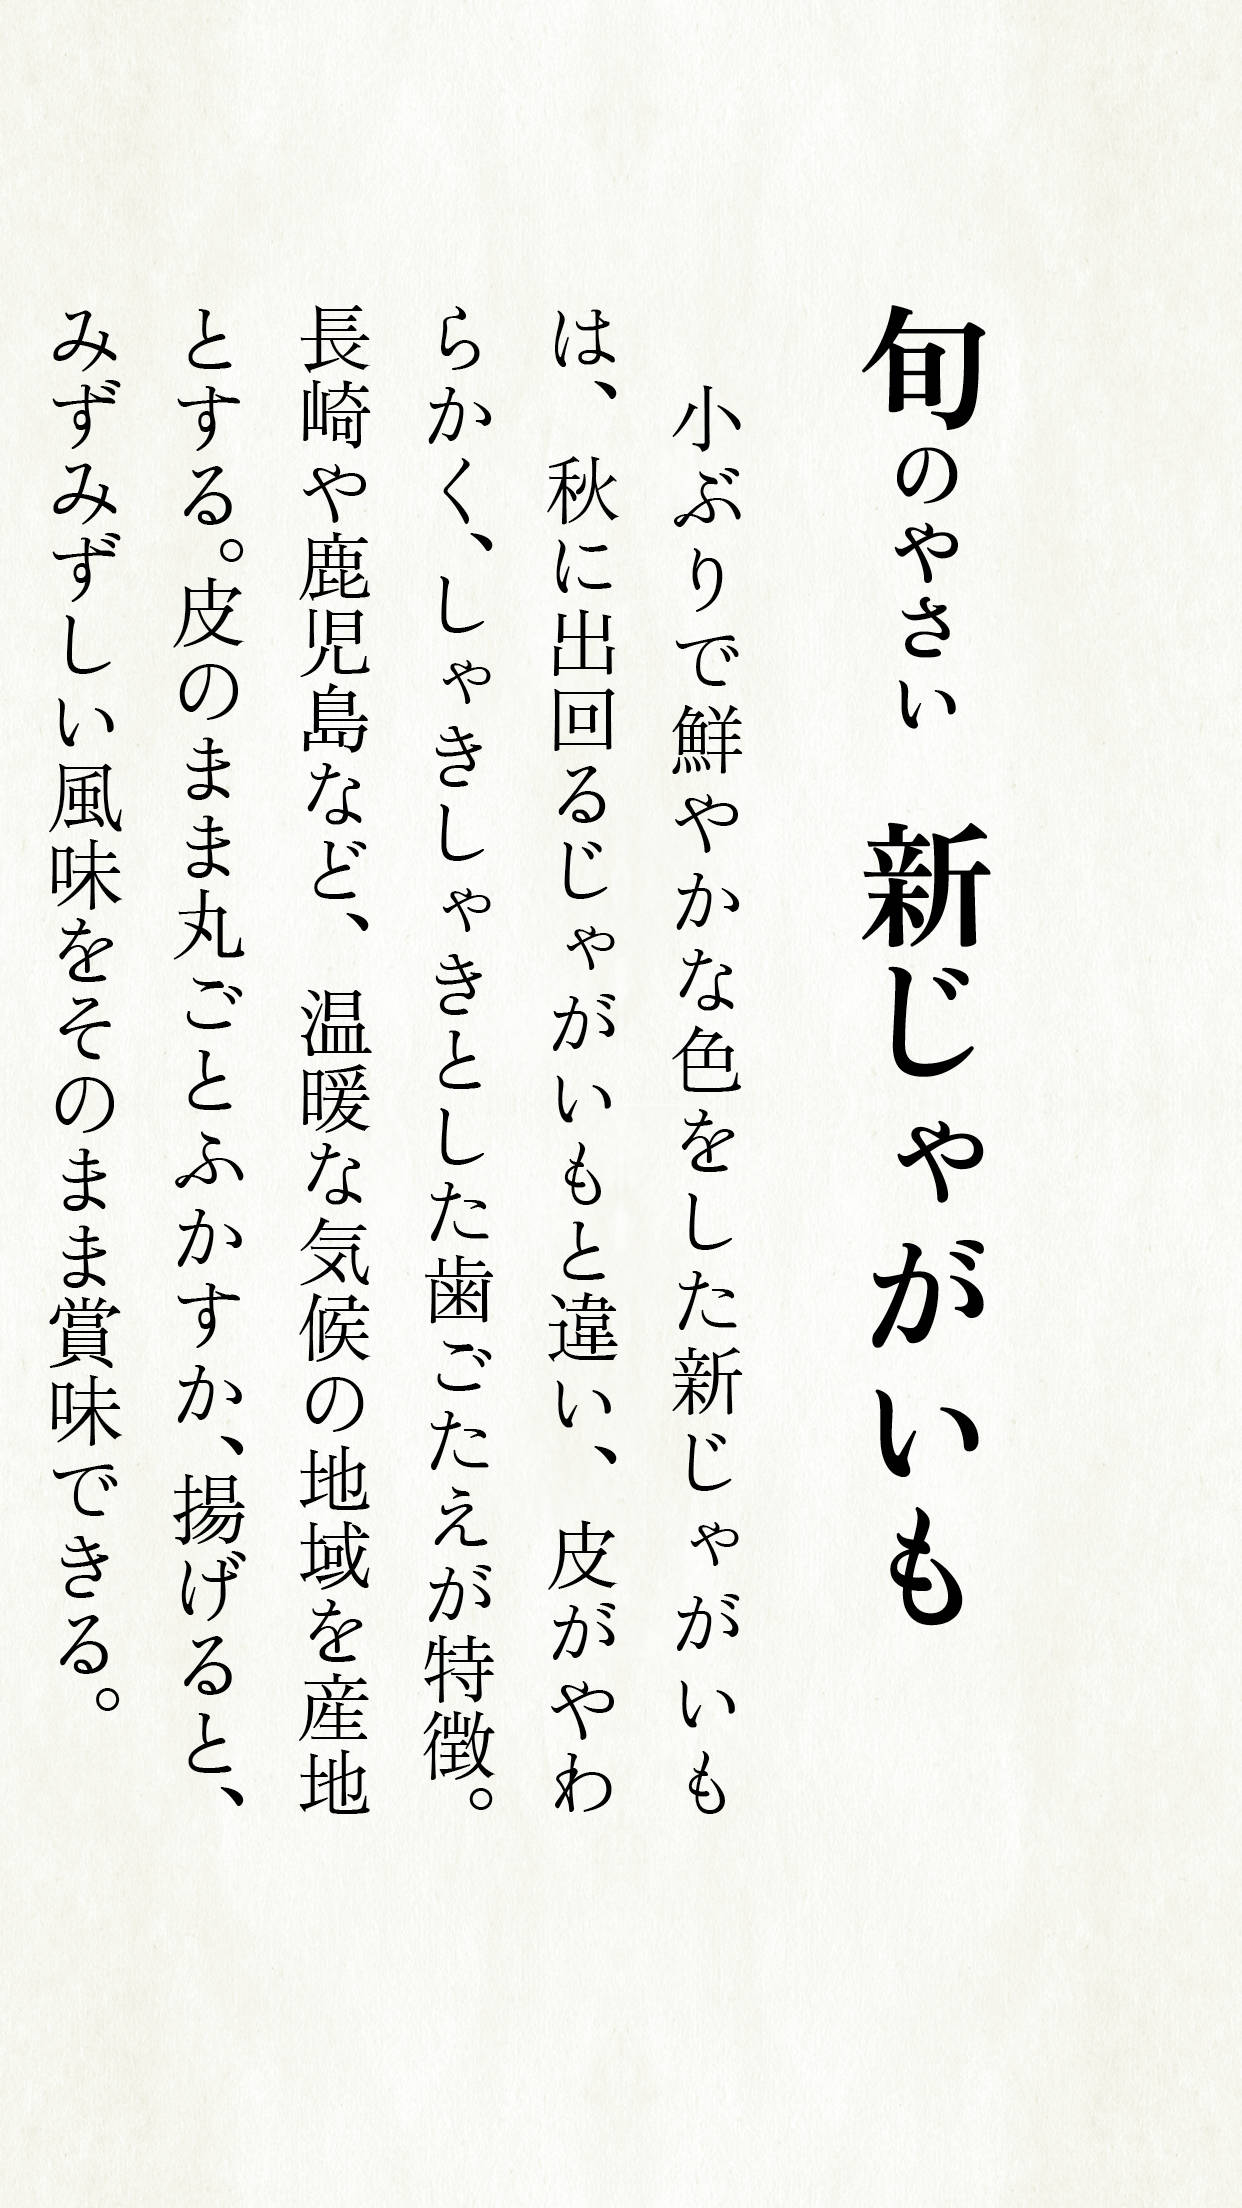 旬のやさい　新じゃがいも
　小ぶりで鮮やかな色をした新じゃがいも
は、秋に出回るじゃがいもと違い、皮がやわ
らかく、しゃきしゃきとした歯ごたえが特徴。
長崎や鹿児島など、温暖な気候の地域を産地
とする。皮のまま丸ごとふかすか、揚げると、
みずみずしい風味をそのまま賞味できる。